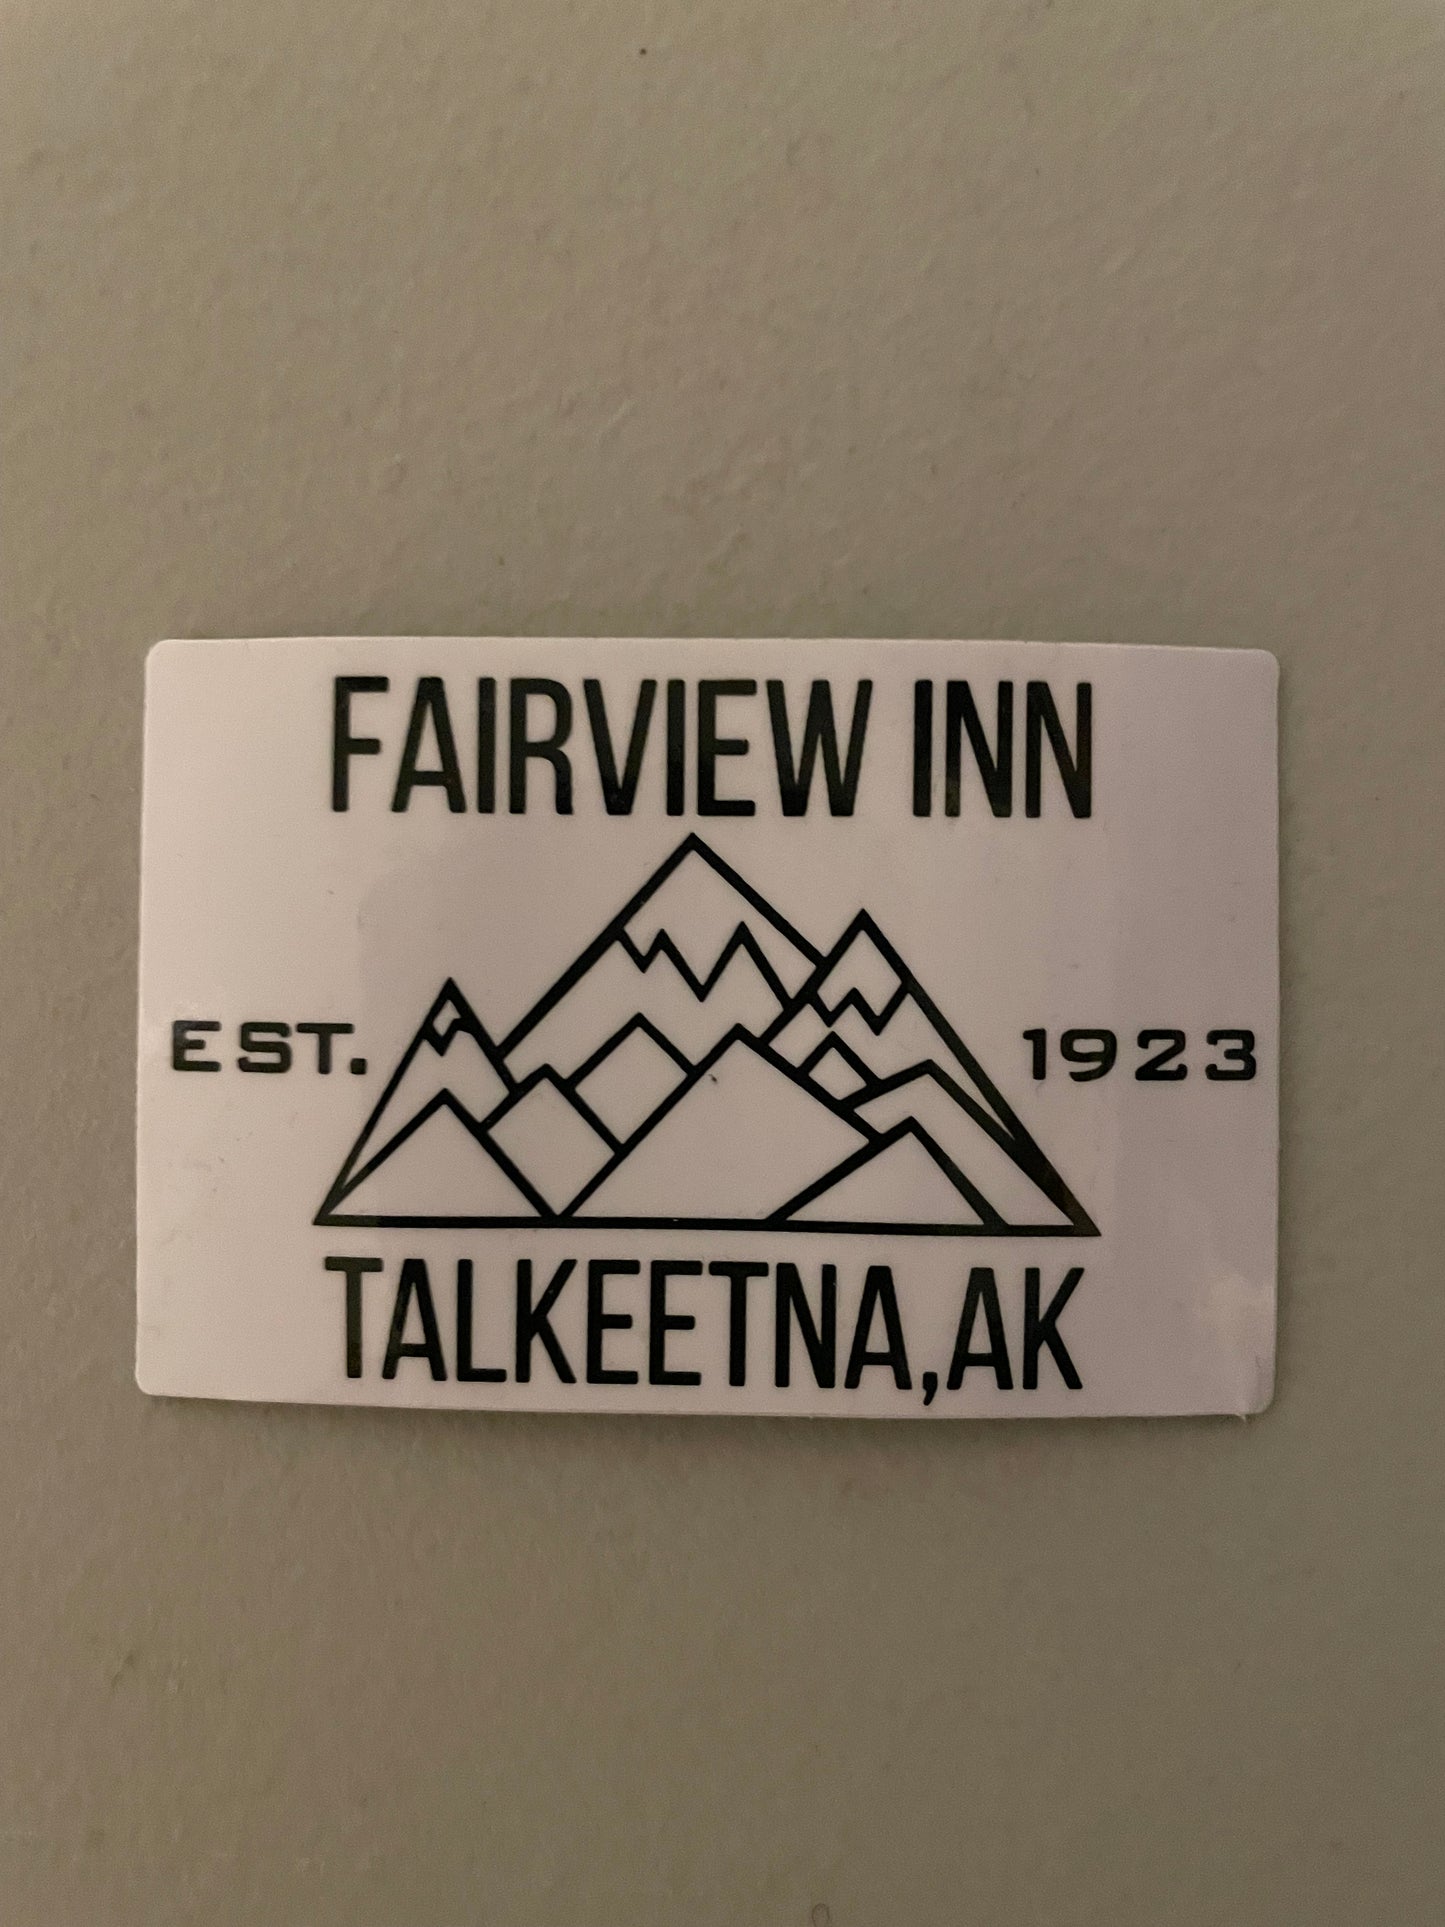 FAIRVIEW INN
EST. 1923
TALKEETNA,AK